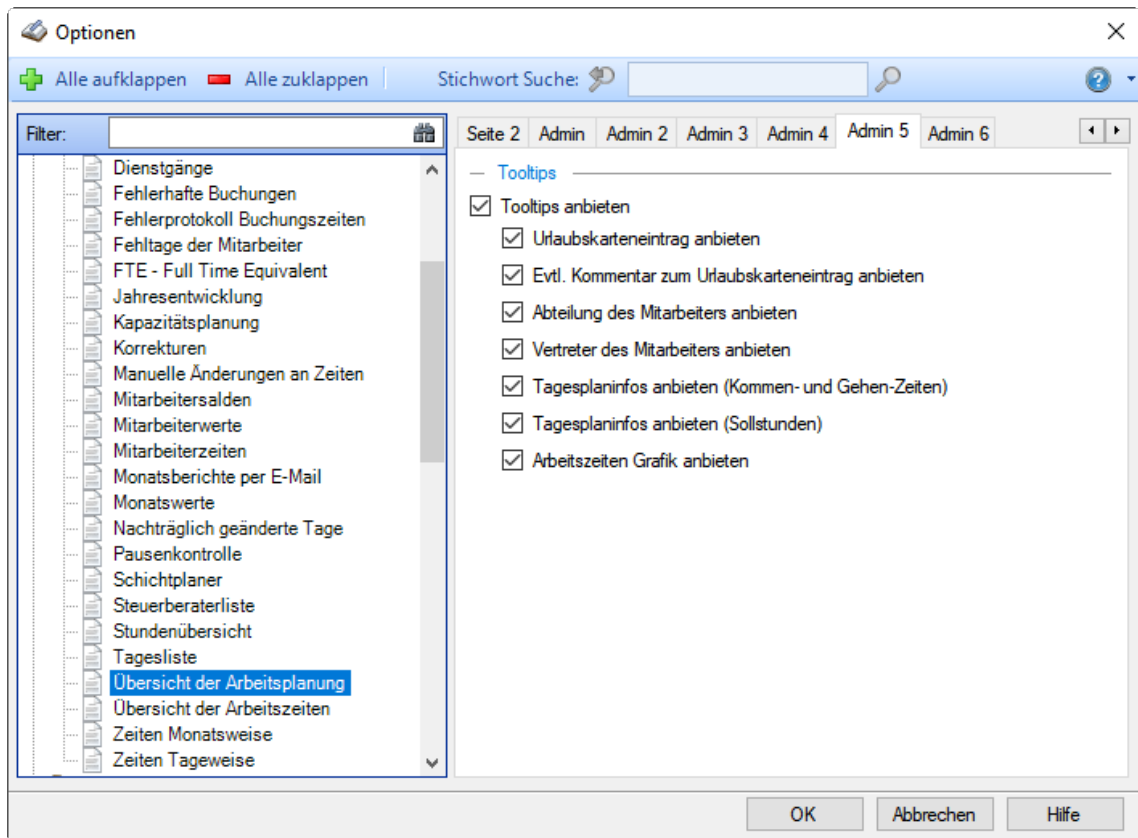 Optionen
Alle aufklappen Alle zuklappen Stichwort Suche:
Filter:
Dienstgänge
Fehlerhafte Buchungen
Fehlerprotokoll Buchungszeiten
Fehltage der Mitarbeiter
FTE - Full Time Equivalent
Jahresentwicklung
Kapazitätsplanung
Korrekturen
Manuelle Änderungen an Zeiten
Mitarbeitersalden
Mitarbeiterwerte
Mitarbeiterzeiten
Monatsberichte per E-Mail
Monatswerte
Nachträglich geänderte Tage
Pausenkontrolle
Schichtplaner
Steuerberaterliste
Stundenübersicht
Tagesliste
Übersicht der Arbeitsplanung
Übersicht der Arbeitszeiten
Zeiten Monatsweise
Zeiten Tageweise
Seite 2 Admin Admin 2 Admin 3 Admin 4 Admin 5 Admin 6
Tooltips
Tooltips anbieten
Urlaubskarteneintrag anbieten
Evtl. Kommentar zum Urlaubskarteneintrag anbieten
Abteilung des Mitarbeiters anbieten
Vertreter des Mitarbeiters anbieten
Tagesplaninfos anbieten (Kommen- und Gehen-Zeiten)
Tagesplaninfos anbieten (Sollstunden)
Arbeitszeiten Grafik anbieten
OK Abbrechen Hilfe